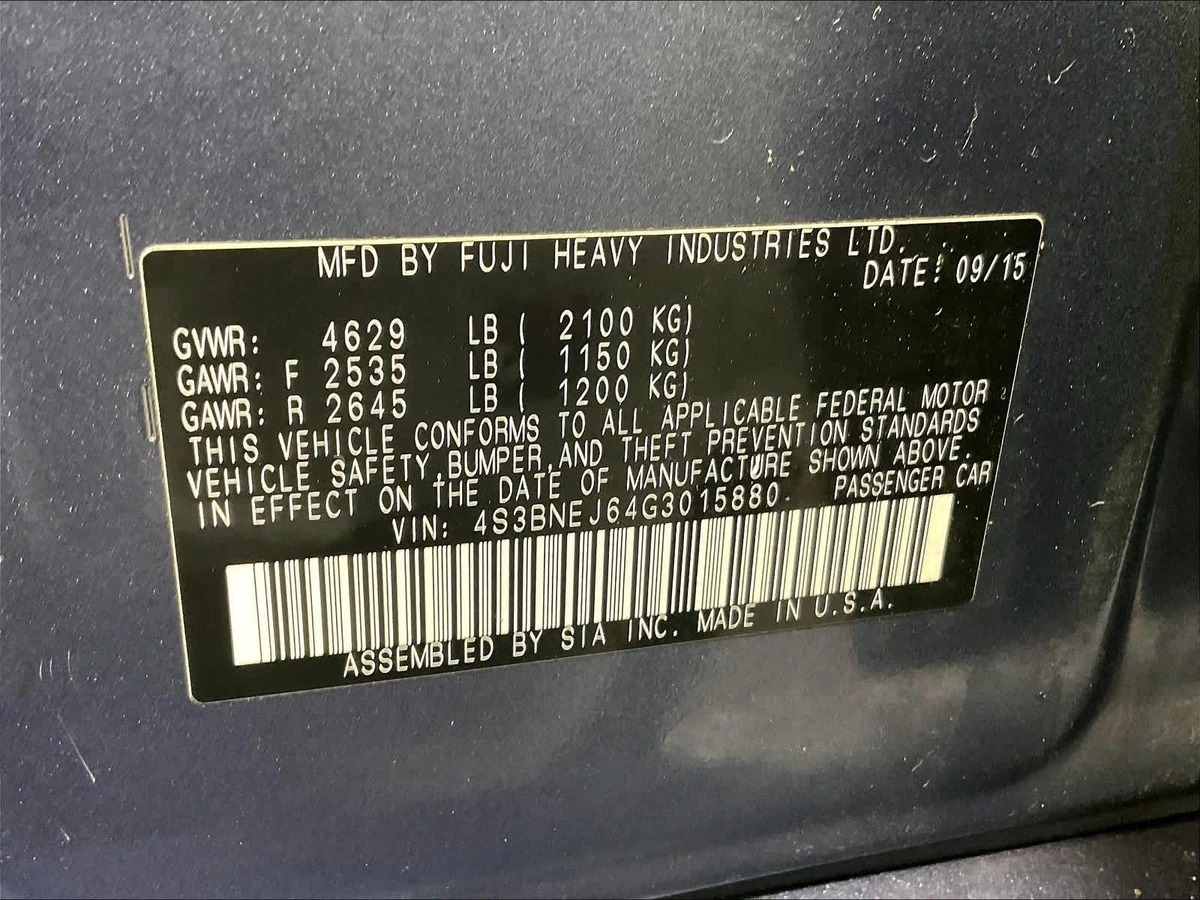 MFD BY FUJI HEAVY INDUSTRIES LTD.
DATE: 09/15
GVWR: 4629 LB ( 2100 KG)
GAWR: F 2535 LB ( 1150 KG)
GAWR: R 2645 LB ( 1200 KG)
THIS VEHICLE CONFORMS TO ALL APPLICABLE FEDERAL MOTOR
VEHICLE SAFETY,BUMPER,AND THEFT PREVENTION STANDARDS
IN EFFECT ON THE DATE OF MANUFACTURE SHOWN ABOVE.
VIN: 4S3BNEJ64G3015880 PASSENGER CAR
ASSEMBLED BY SIA INC. MADE IN U.S.A.